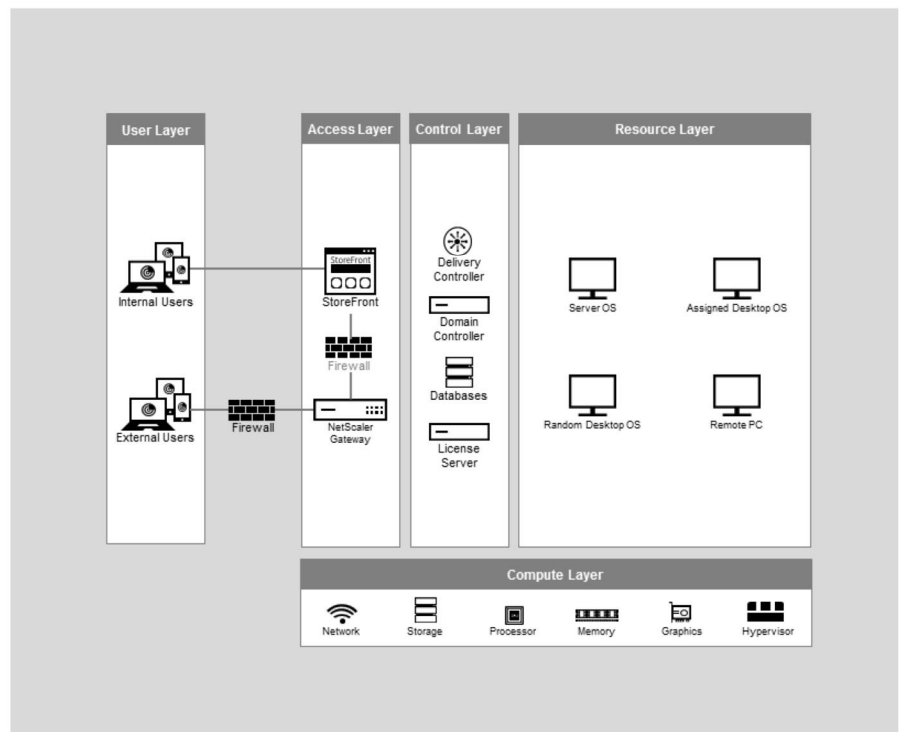 User Layer
Access Layer
Control Layer
Resource Layer
StoreFront
Internal Users
StoreFront
Delivery
Controller
Server OS
Assigned Desktop OS
Domain
Controller
Firewall
Databases
External Users
Firewall
NetScaler
Gateway
Random Desktop OS
Remote PC
License
Server
Compute Layer
Network
Storage
Processor
Memory
Graphics
Hypervisor